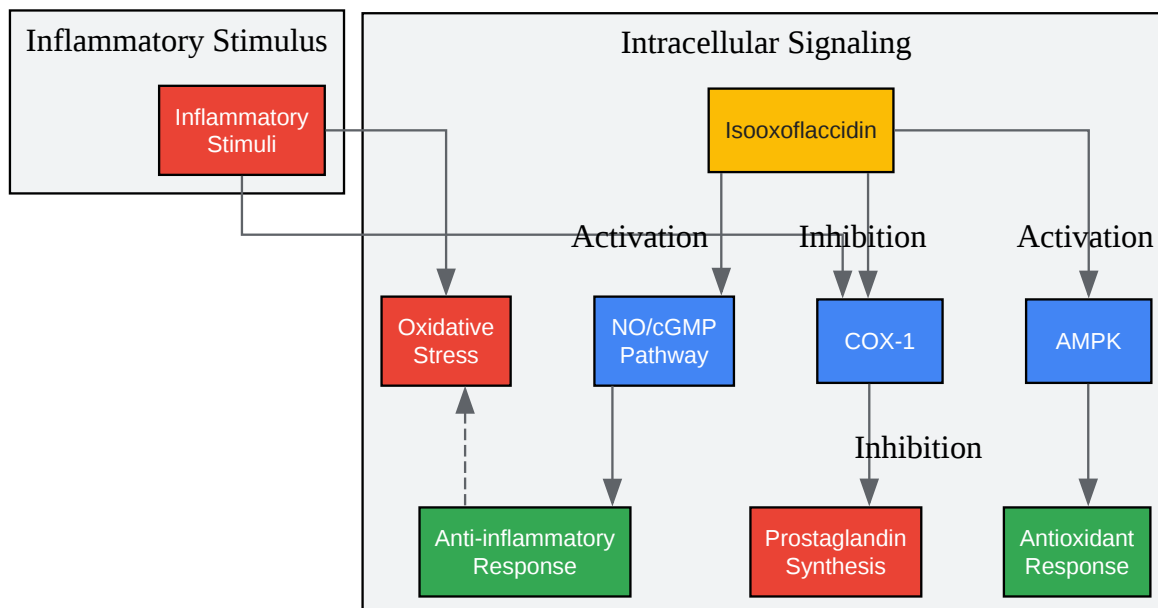 Inflammatory Stimulus
Intracellular Signaling
Inflammatory
Stimuli
Isooxoflaccidin
Activation
Inhibition
Activation
Oxidative
Stress
NO/cGMP
Pathway
COX-1
AMPK
Inhibition
Anti-inflammatory
Response
Prostaglandin
Synthesis
Antioxidant
Response